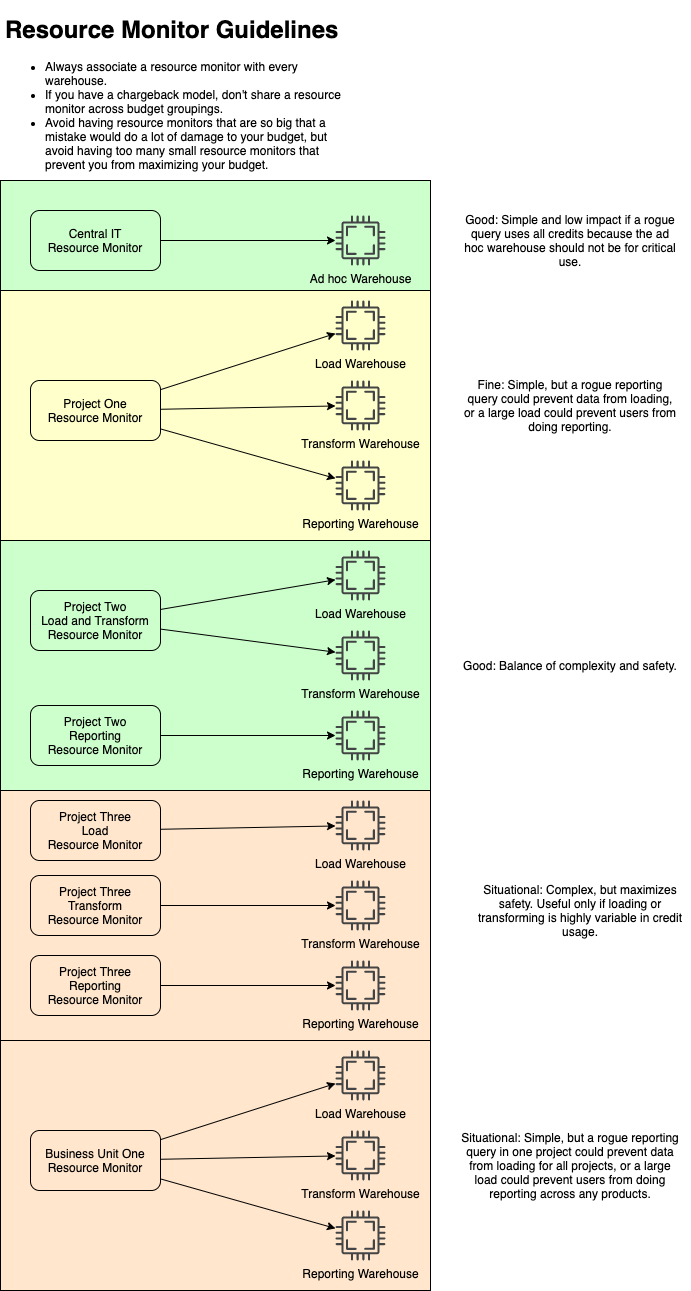 Resource Monitor Guidelines
• Always associate a resource monitor with every
warehouse.
• If you have a chargeback model, don't share a resource
monitor across budget groupings.
• Avoid having resource monitors that are so big that a
mistake would do a lot of damage to your budget, but
avoid having too many small resource monitors that
prevent you from maximizing your budget.
Central IT
Resource Monitor
Ad hoc Warehouse
Good: Simple and low impact if a rogue
query uses all credits because the ad
hoc warehouse should not be for critical
use.
Project One
Resource Monitor
Load Warehouse
Transform Warehouse
Reporting Warehouse
Fine: Simple, but a rogue reporting
query could prevent data from loading,
or a large load could prevent users from
doing reporting.
Project Two
Load and Transform
Resource Monitor
Load Warehouse
Transform Warehouse
Project Two
Reporting
Resource Monitor
Reporting Warehouse
Good: Balance of complexity and safety.
Project Three
Load
Resource Monitor
Load Warehouse
Project Three
Transform
Resource Monitor
Transform Warehouse
Project Three
Reporting
Resource Monitor
Reporting Warehouse
Situational: Complex, but maximizes
safety. Useful only if loading or
transforming is highly variable in credit
usage.
Business Unit One
Resource Monitor
Load Warehouse
Transform Warehouse
Reporting Warehouse
Situational: Simple, but a rogue reporting
query in one project could prevent data
from loading for all projects, or a large
load could prevent users from doing
reporting across any products.